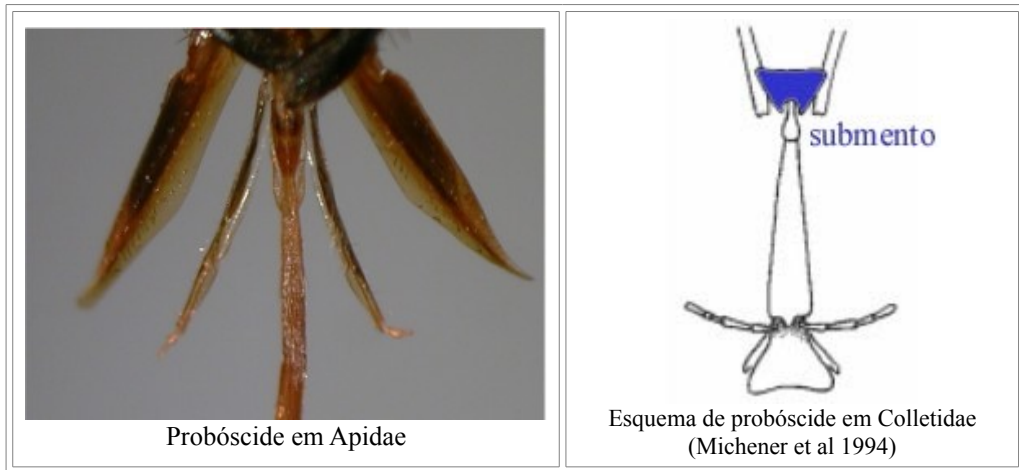 submento
Probóscide em Apidae
Esquema de probóscide em Colletidae
(Michener et al 1994)